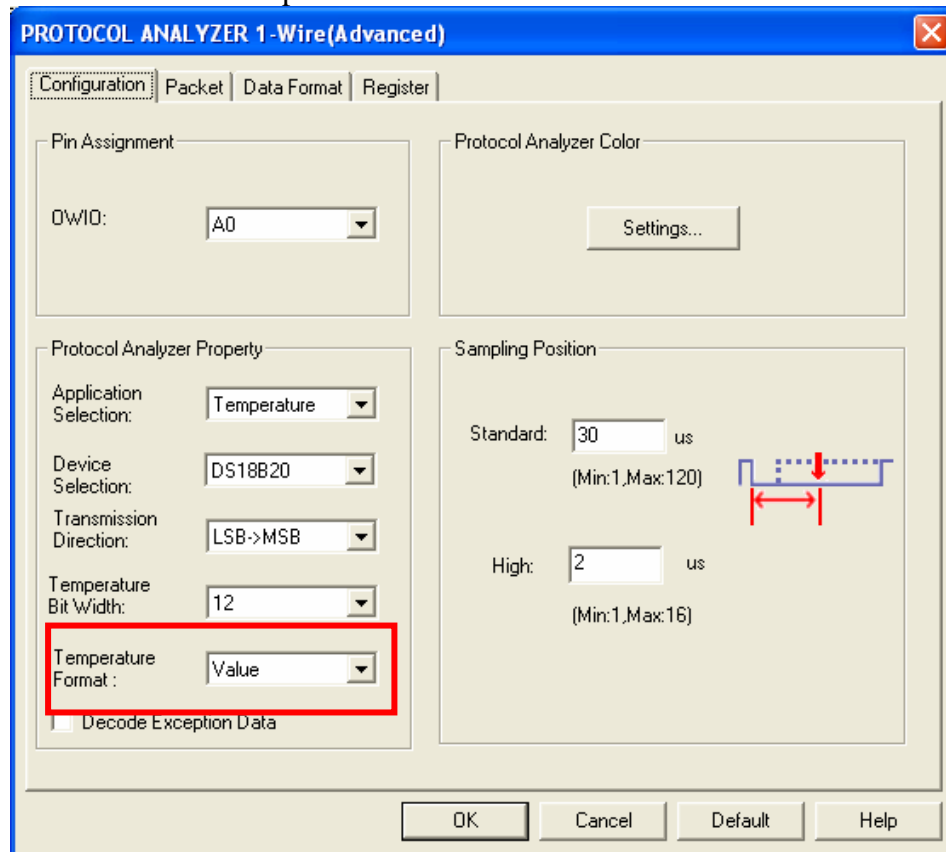 PROTOCOL ANALYZER 1-Wire(Advanced)
Configuration Packet Data Format Register
Pin Assignment
OWIO: A0
Protocol Analyzer Color
Settings...
Protocol Analyzer Property
Application
Selection: Temperature
Device
Selection: DS18B20
Transmission
Direction: LSB->MSB
Temperature
Bit Width: 12
Temperature
Format : Value
Decode Exception Data
Sampling Position
Standard: 30 us
(Min:1,Max:120)
High: 2 us
(Min:1,Max:16)
OK Cancel Default Help